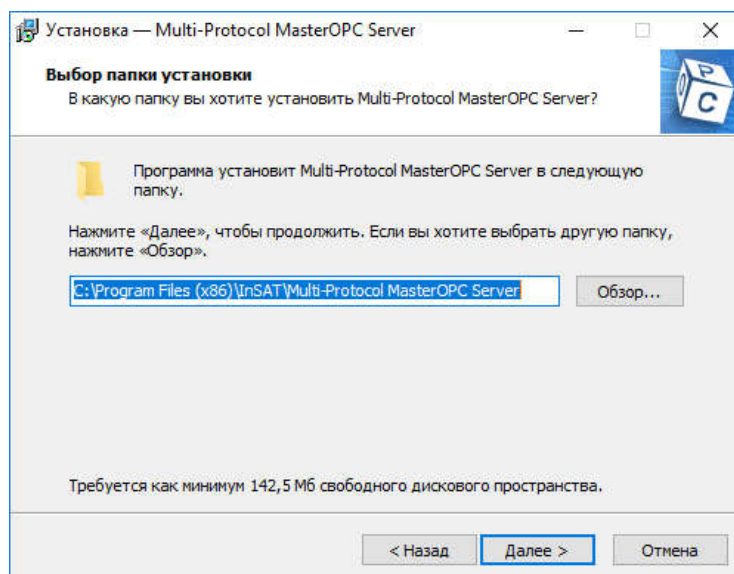 Установка — Multi-Protocol MasterOPC Server
Выбор папки установки
В какую папку вы хотите установить Multi-Protocol MasterOPC Server?
P
C
Программа установит Multi-Protocol MasterOPC Server в следующую
папку.
Нажмите «Далее», чтобы продолжить. Если вы хотите выбрать другую папку,
нажмите «Обзор».
C:\Program Files (x86)\InSAT\Multi-Protocol MasterOPC Server
Обзор...
Требуется как минимум 142,5 Мб свободного дискового пространства.
< Назад
Далее >
Отмена